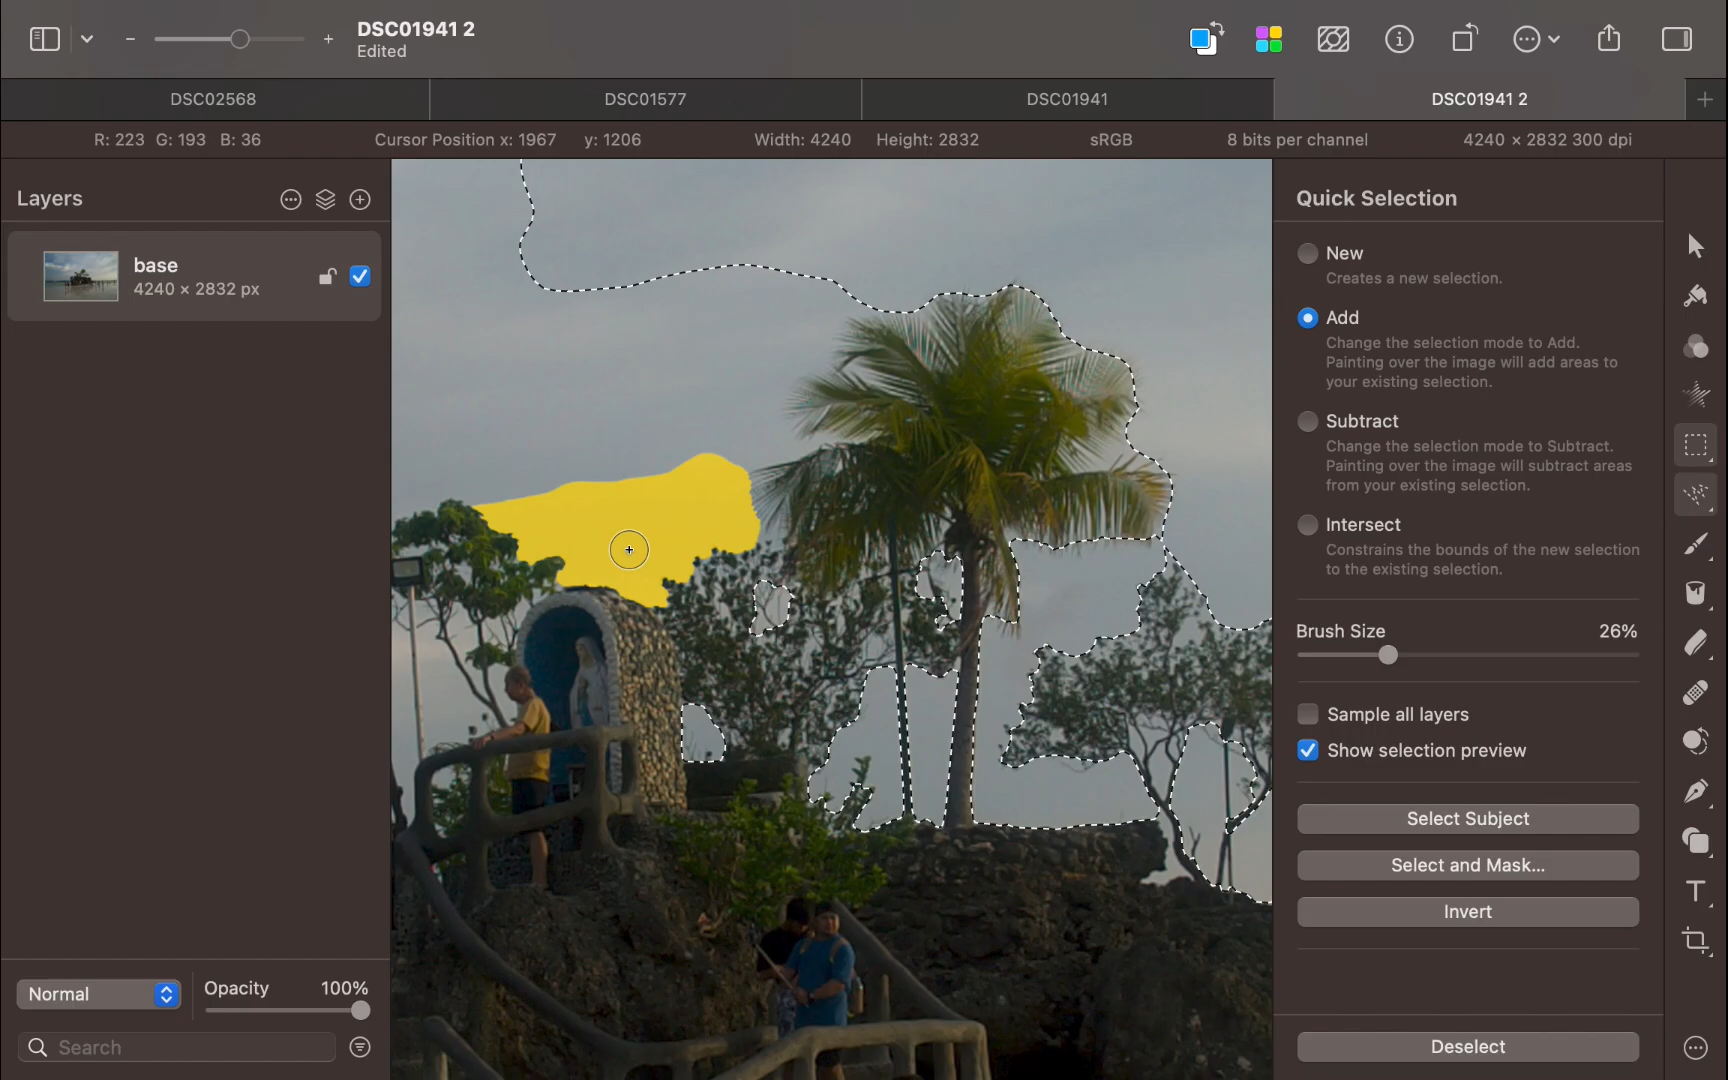 DSC01941 2
Edited
DSC02568
DSC01577
DSC01941
DSC01941 2
R: 223 G: 193 B: 36
Cursor Position x: 1967 y: 1206
Width: 4240 Height: 2832
sRGB
8 bits per channel
4240 × 2832 300 dpi
Layers
base
4240 × 2832 px
Normal
Opacity 100%
Search
Quick Selection
New
Creates a new selection.
Add
Change the selection mode to Add.
Painting over the image will add areas to
your existing selection.
Subtract
Change the selection mode to Subtract.
Painting over the image will subtract areas
from your existing selection.
Intersect
Constrains the bounds of the new selection
to the existing selection.
Brush Size 26%
Sample all layers
Show selection preview
Select Subject
Select and Mask...
Invert
Deselect